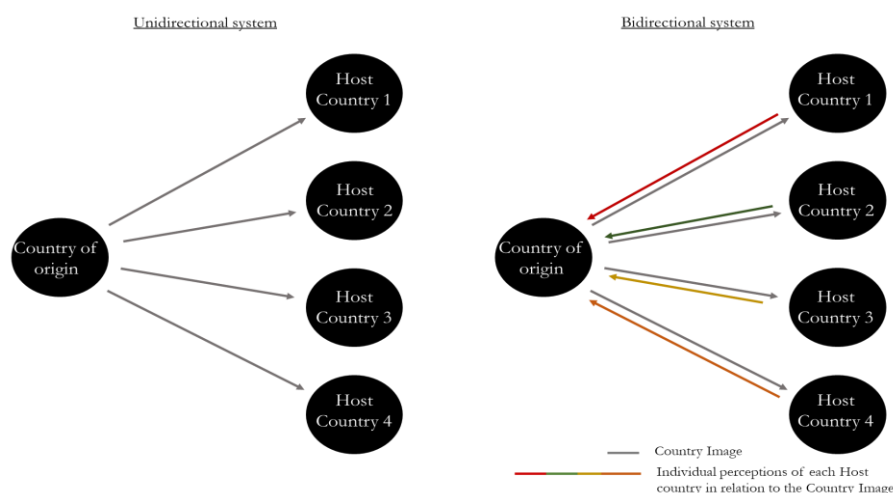 Unidirectional system
Host
Country 1
Host
Country 2
Country of
origin
Host
Country 3
Host
Country 4
Bidirectional system
Host
Country 1
Host
Country 2
Country of
origin
Host
Country 3
Host
Country 4
Country Image
Individual perceptions of each Host
country in relation to the Country Image